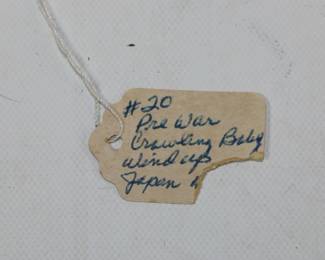 #20
Pre War
Crawling Baby
Wind up
Japan